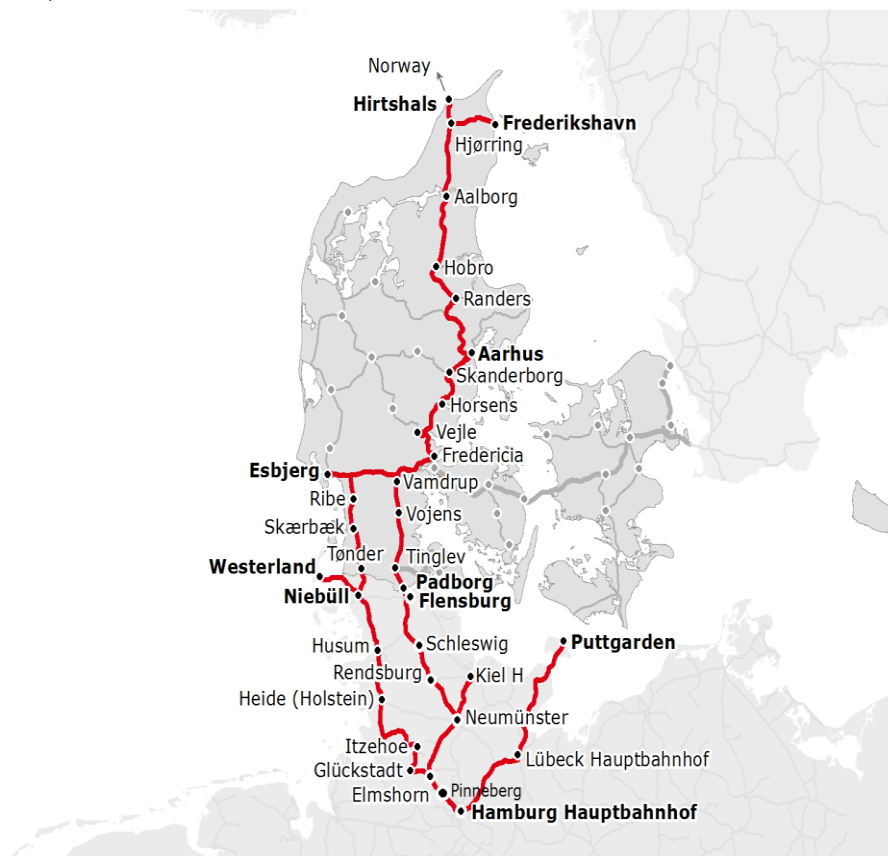 Norway
Hirtshals
Frederikshavn
Hjørring
Aalborg
Hobro
Randers
Aarhus
Skanderborg
Horsens
Vejle
Fredericia
Esbjerg
Vamdrup
Ribe
Vojens
Skærbæk
Tønder
Tinglev
Westerland
Padborg
Niebüll
Flensburg
Husum
Schleswig
Puttgarden
Rendsburg
Kiel H
Heide (Holstein)
Neumünster
Itzehoe
Lübeck Hauptbahnhof
Glückstadt
Elmshorn
Pinneberg
Hamburg Hauptbahnhof